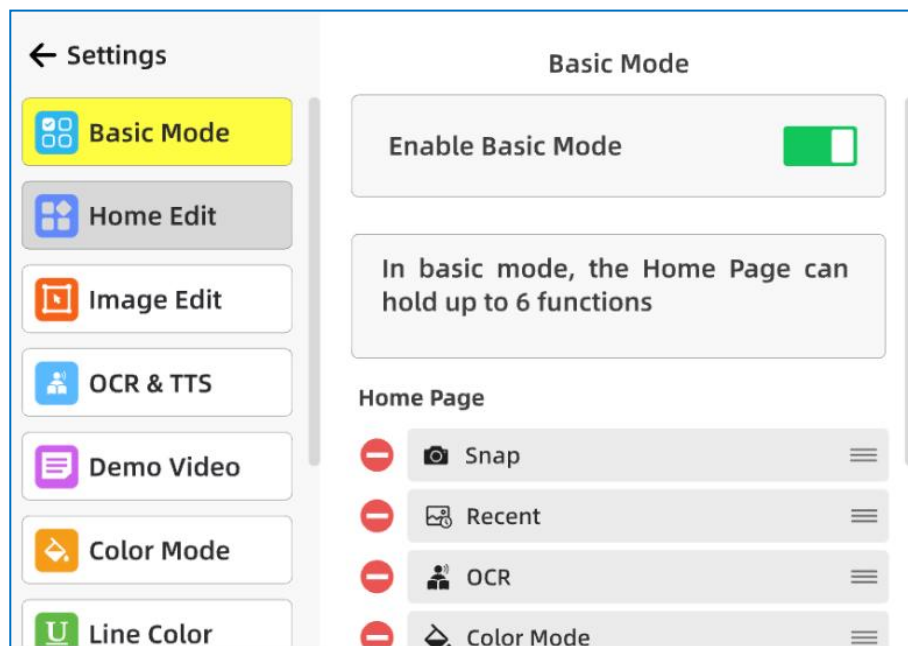 Settings
Basic Mode
Home Edit
Image Edit
OCR & TTS
Demo Video
Color Mode
U Line Color
Basic Mode
Enable Basic Mode
In basic mode, the Home Page can
hold up to 6 functions
Home Page
Snap
Recent
OCR
Color Mode